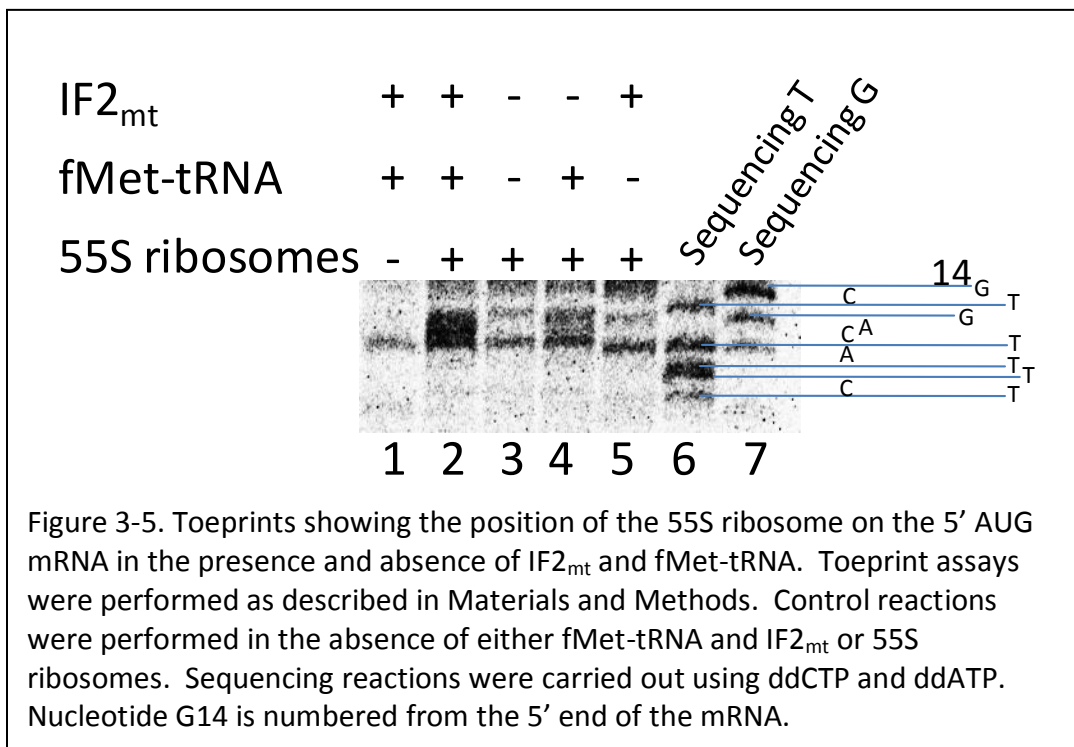 IF2mt + + - - +
fMet-tRNA + + - + -
55S ribosomes - + + + +
Sequencing T
Sequencing G
14 G
C T
G
A
C T
A T
T
C T
1 2 3 4 5 6 7
Figure 3-5. Toeprints showing the position of the 55S ribosome on the 5’ AUG
mRNA in the presence and absence of IF2mt and fMet-tRNA. Toeprint assays
were performed as described in Materials and Methods. Control reactions
were performed in the absence of either fMet-tRNA and IF2mt or 55S
ribosomes. Sequencing reactions were carried out using ddCTP and ddATP.
Nucleotide G14 is numbered from the 5’ end of the mRNA.